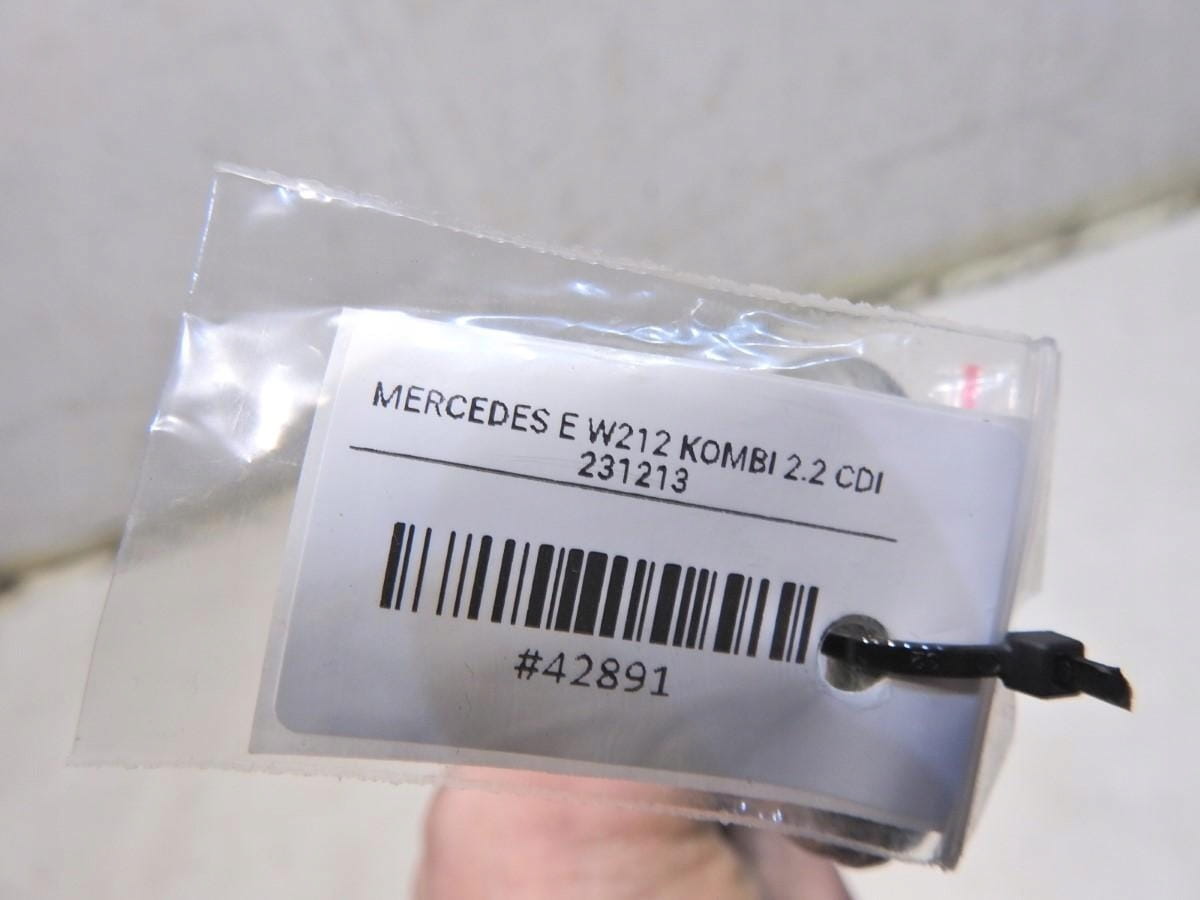 MERCEDES E W212 KOMBI 2.2 CDI
231213
#42891